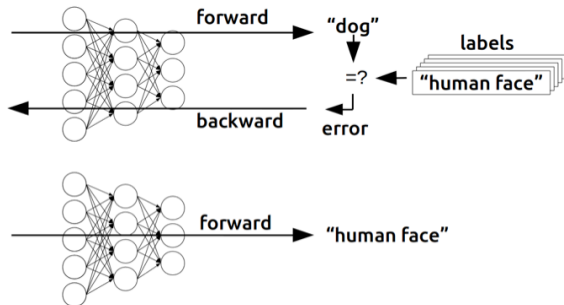 forward
“dog”
labels
=?
“human face”
backward
error
forward
“human face”